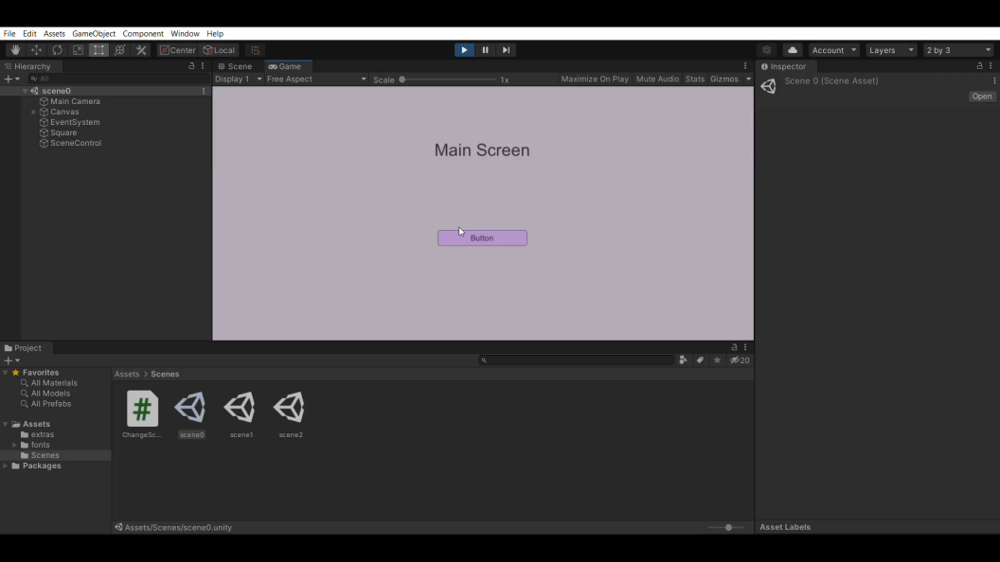 File Edit Assets GameObject Component Window Help
Center Local Account Layers 2 by 3
Hierarchy Scene Game Inspector
All Display 1 Free Aspect Scale 1x Maximize On Play Mute Audio Stats Gizmos
Scene 0 (Scene Asset)
Open
scene0
Main Camera
Canvas
EventSystem
Square
SceneControl
Main Screen
Button
Project
20
Favorites
All Materials
All Models
All Prefabs
Assets
extras
fonts
Scenes
Packages
Assets > Scenes
#
ChangeSc... scene0 scene1 scene2
Assets/Scenes/scene0.unity
Asset Labels